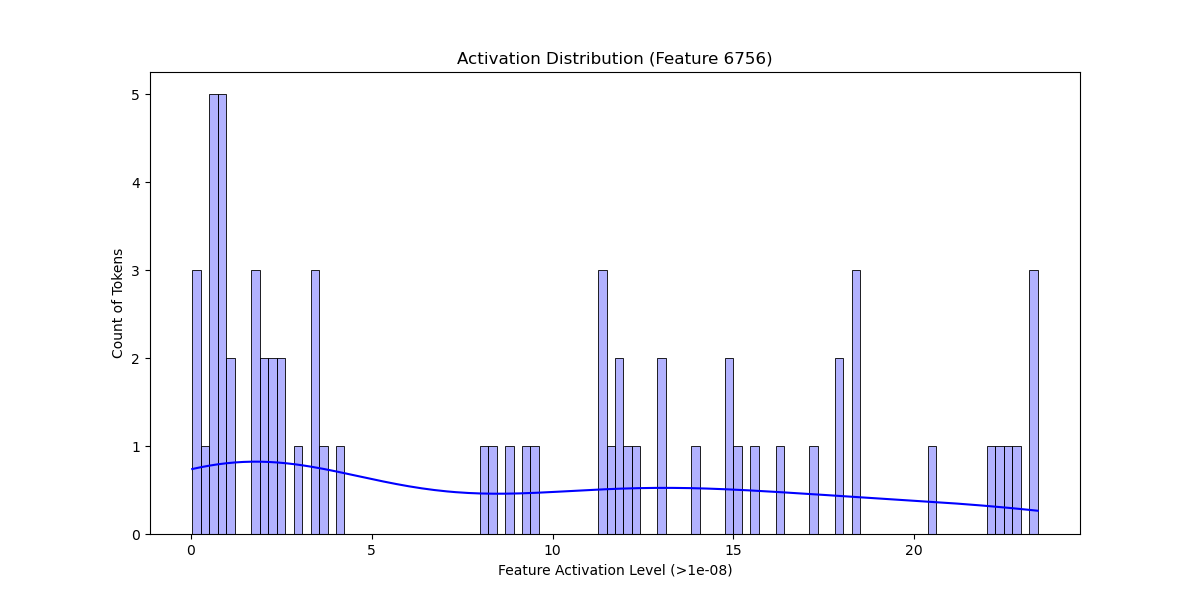 Activation Distribution (Feature 6756)
Count of Tokens
5
4
3
2
1
0
0 5 10 15 20
Feature Activation Level (>1e-08)